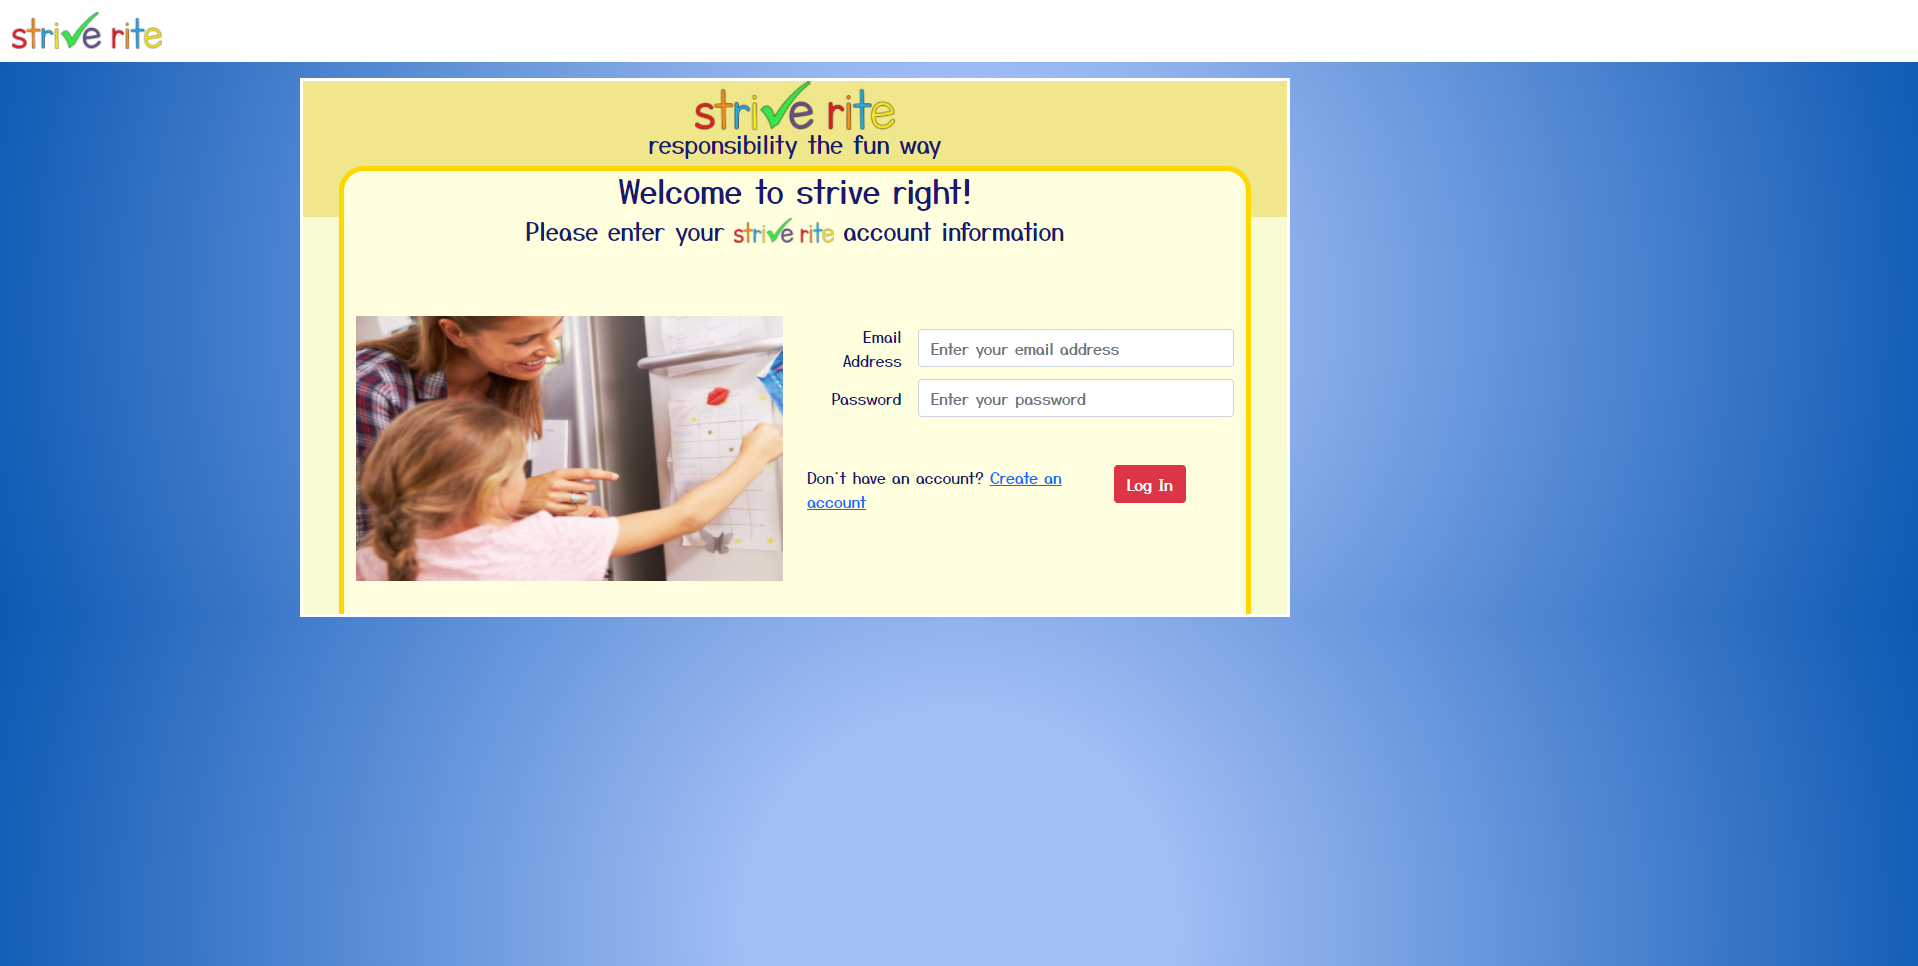 strive rite
strive rite
responsibility the fun way
Welcome to strive right!
Please enter your strive rite account information
Email
Address
Enter your email address
Password
Enter your password
Don't have an account? Create an
account
Log In